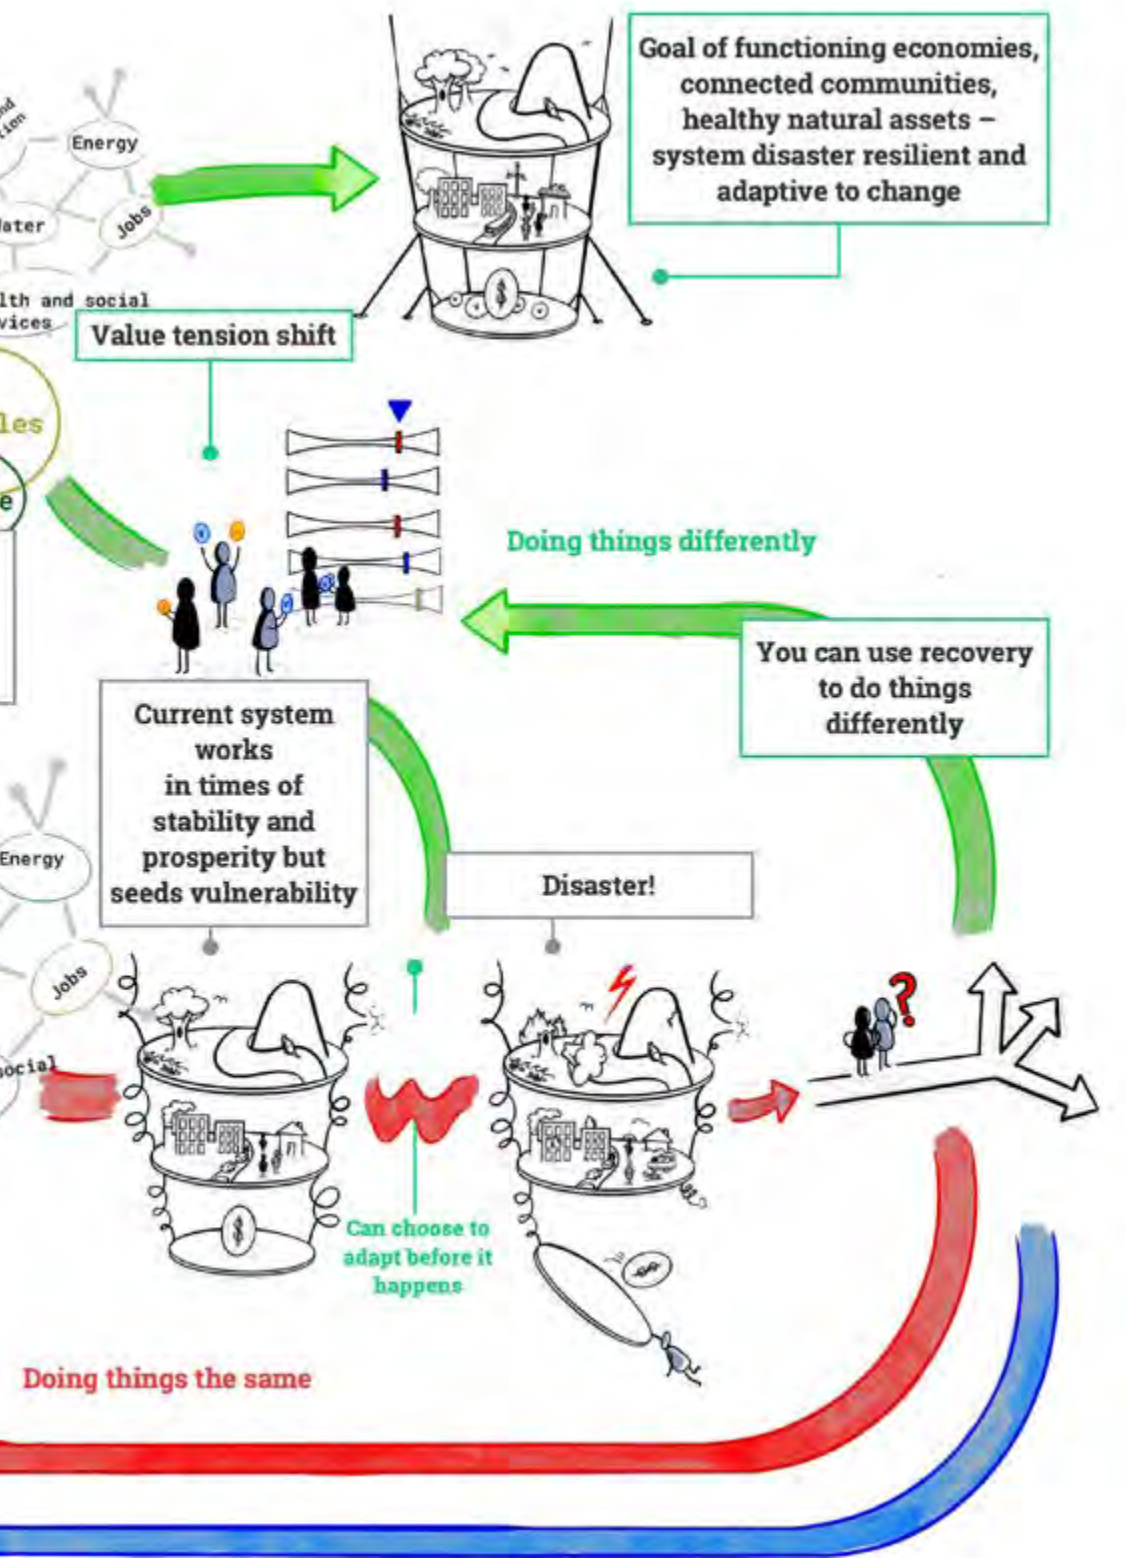 Goal of functioning economies,
connected communities,
healthy natural assets –
system disaster resilient and
adaptive to change
Energy
Jobs
and social
Value tension shift
Doing things differently
You can use recovery
to do things
differently
Current system
works
in times of
stability and
prosperity but
seeds vulnerability
Disaster!
Energy
Jobs
social
?
$
$
Can choose to
adapt before it
happens
Doing things the same